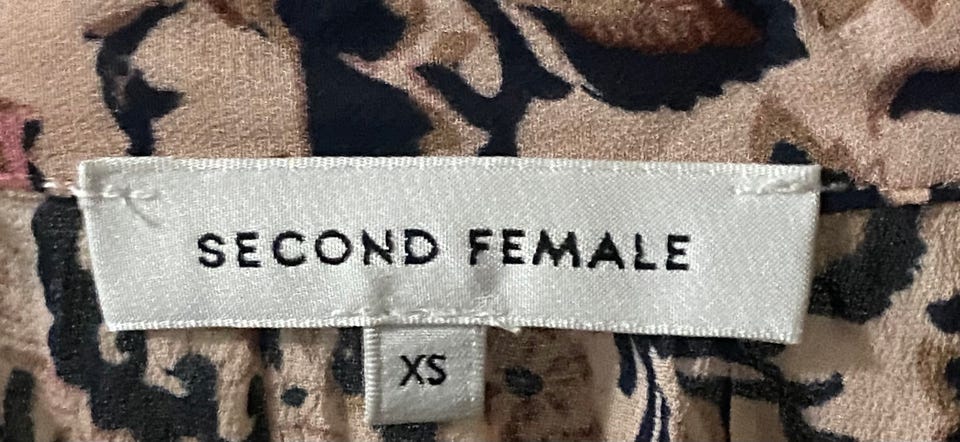 SECOND FEMALE
XS